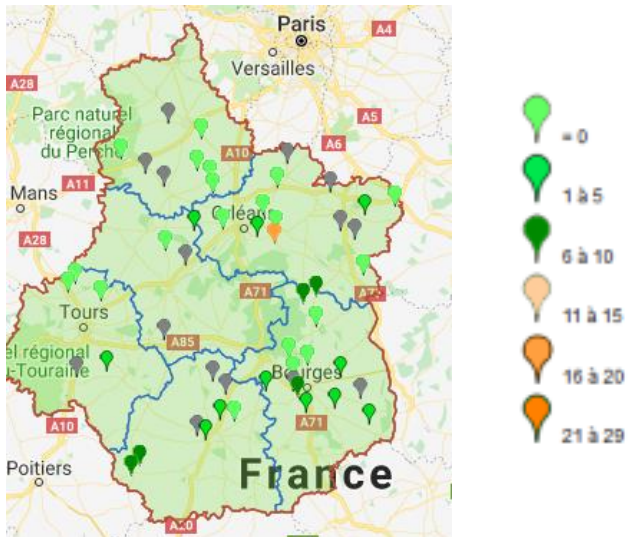 Paris
A4
Versailles
A28
Parc naturel
régional
du Perche
A5
A6
A10
A11
Mans
Orléans
A28
A77
A71
Tours
A85
el régional
-Touraine
Bourges
A10
A71
Poitiers
France
A20
= 0
1 à 5
6 à 10
11 à 15
16 à 20
21 à 29